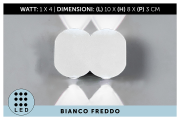 WATT: 1 X 4 | DIMENSIONI: (L) 10 X (H) 8 X (P) 3 CM
LED
BIANCO FREDDO